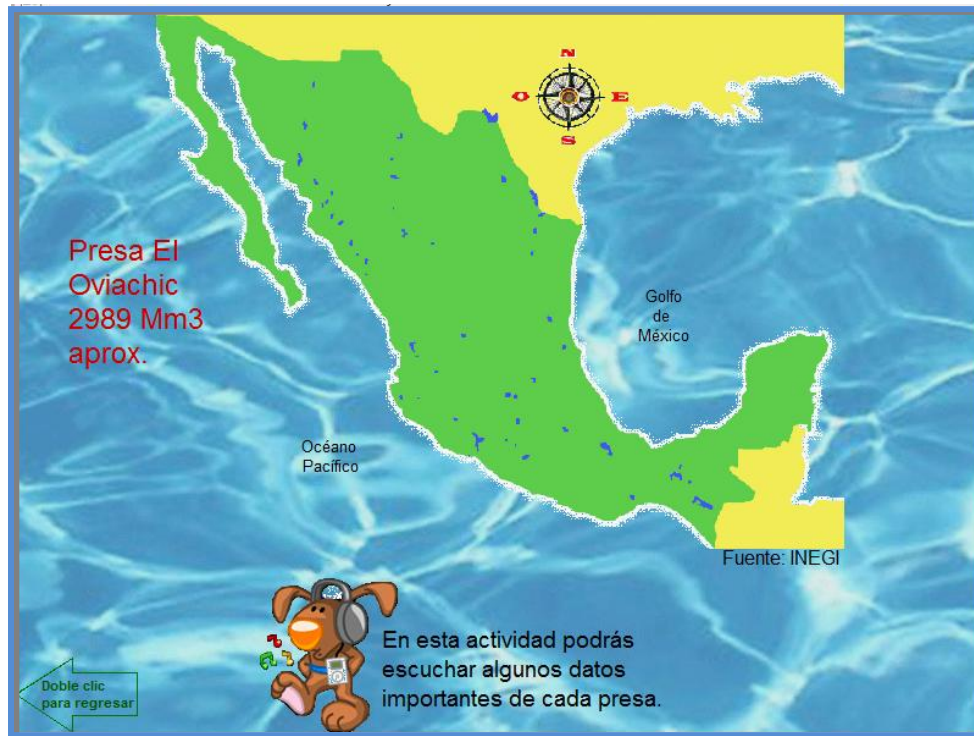 N
O
E
S
Presa El
Oviachic
2989 Mm3
aprox.
Golfo
de
México
Océano
Pacífico
Fuente: INEGI
En esta actividad podrás
escuchar algunos datos
importantes de cada presa.
Doble clic
para regresar